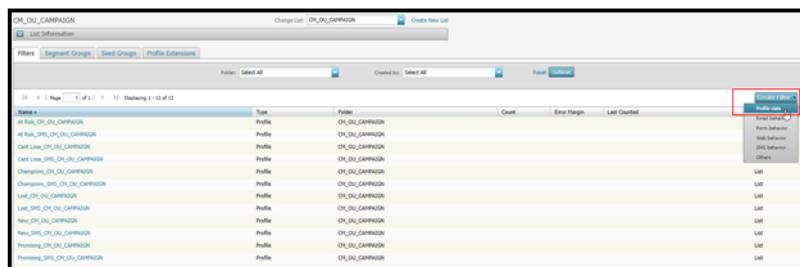 CM_OU_CAMPAIGN Change List: CM_OU_CAMPAIGN Create New List
List Information
Filters Segment Groups Seed Groups Profile Extensions
Folder: Select All Created by: Select All Reset Submit
Page 1 of 1 Displaying 1 - 12 of 12 Create Filter
Name Type Folder Count Error Margin Last Counted
Profile data
Email behavior
Form behavior
Web behavior
SMS behavior
Others
At Risk_CM_OU_CAMPAIGN Profile CM_OU_CAMPAIGN
At Risk_SMS_CM_OU_CAMPAIGN Profile CM_OU_CAMPAIGN
Cant Lose_CM_OU_CAMPAIGN Profile CM_OU_CAMPAIGN
Cant Lose_SMS_CM_OU_CAMPAIGN Profile CM_OU_CAMPAIGN
Champions_CM_OU_CAMPAIGN Profile CM_OU_CAMPAIGN List
Champions_SMS_CM_OU_CAMPAIGN Profile CM_OU_CAMPAIGN List
Lost_CM_OU_CAMPAIGN Profile CM_OU_CAMPAIGN List
Lost_SMS_CM_OU_CAMPAIGN Profile CM_OU_CAMPAIGN List
New_CM_OU_CAMPAIGN Profile CM_OU_CAMPAIGN List
New_SMS_CM_OU_CAMPAIGN Profile CM_OU_CAMPAIGN List
Promising_CM_OU_CAMPAIGN Profile CM_OU_CAMPAIGN List
Promising_SMS_CM_OU_CAMPAIGN Profile CM_OU_CAMPAIGN List